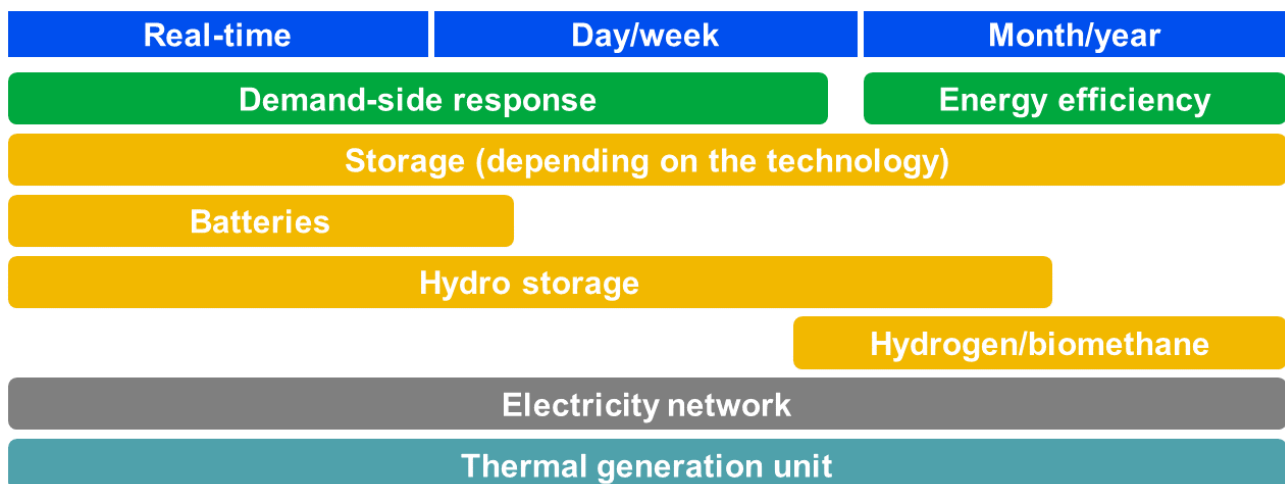 Real-time
Day/week
Month/year
Demand-side response
Energy efficiency
Storage (depending on the technology)
Batteries
Hydro storage
Hydrogen/biomethane
Electricity network
Thermal generation unit